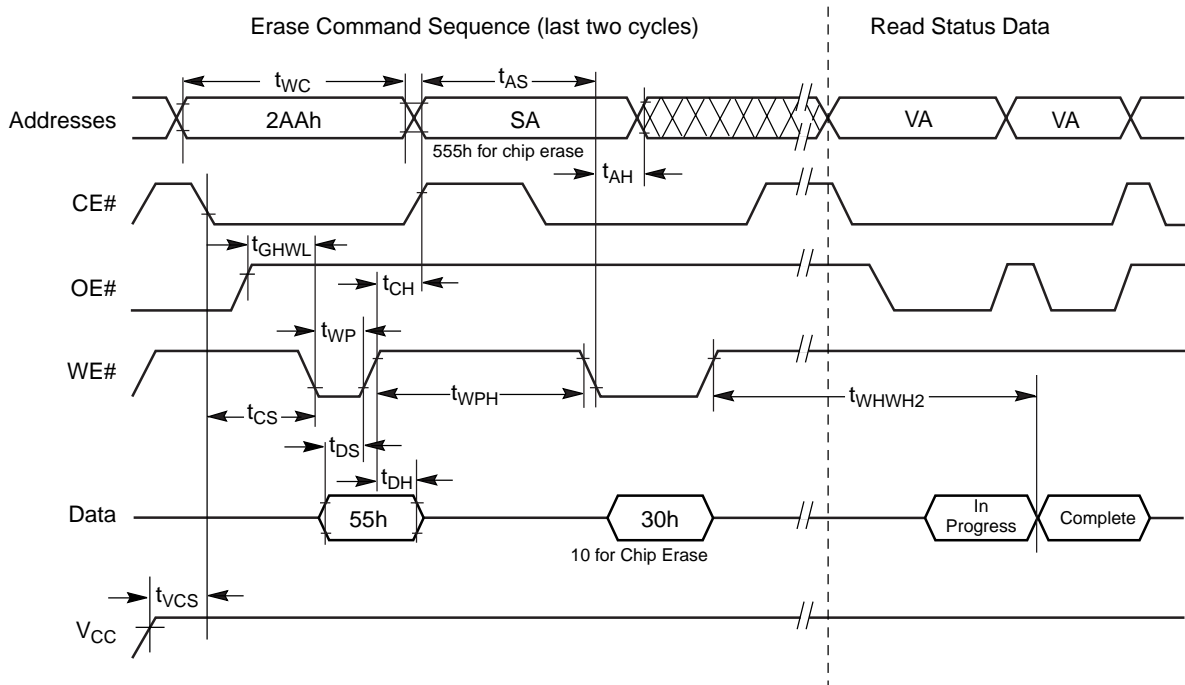 Erase Command Sequence (last two cycles)
Read Status Data
tWC
tAS
Addresses
2AAh
SA
VA
VA
555h for chip erase
tAH
CE#
tGHWL
OE#
tCH
tWP
WE#
tWPH
tWHWH2
tCS
tDS
tDH
Data
55h
30h
In
Progress
Complete
10 for Chip Erase
tVCS
VCC